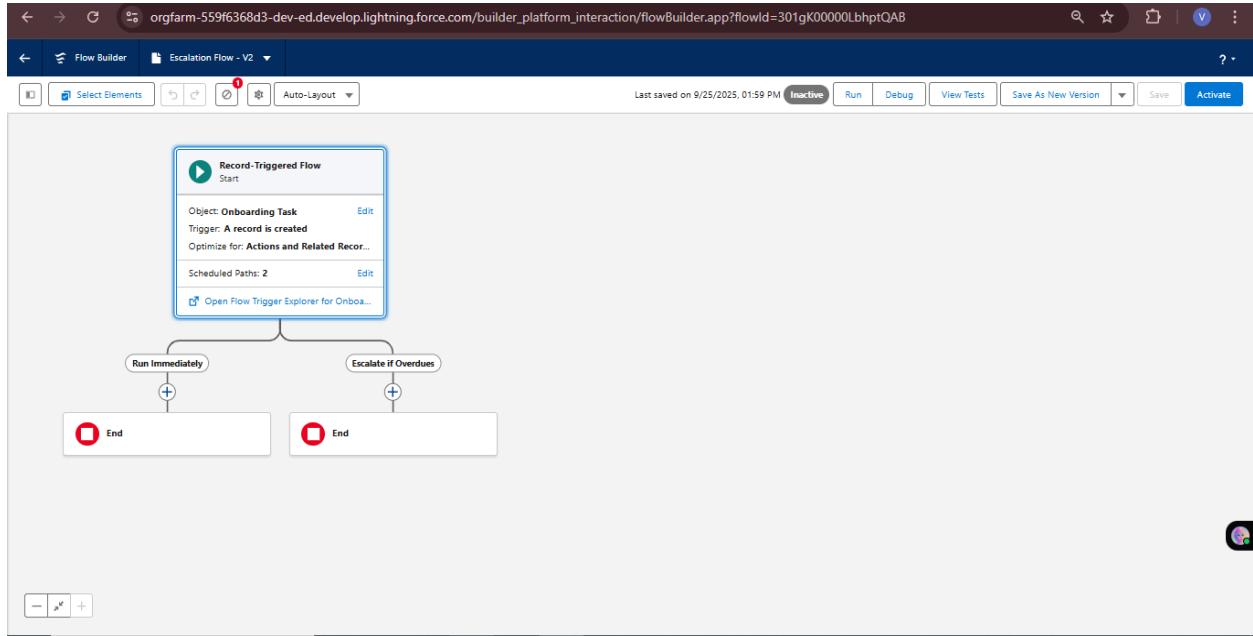 orgfarm-559f6368d3-dev-ed.develop.lightning.force.com/builder_platform_interaction/flowBuilder.app?flowId=301gK00000LbhptQAB
V
Flow Builder
Escalation Flow - V2
?
Select Elements
1
Auto-Layout
Last saved on 9/25/2025, 01:59 PM
Inactive
Run
Debug
View Tests
Save As New Version
Save
Activate
Record-Triggered Flow
Start
Object: Onboarding Task
Edit
Trigger: A record is created
Optimize for: Actions and Related Recor...
Scheduled Paths: 2
Edit
Open Flow Trigger Explorer for Onboa...
Run Immediately
Escalate if Overdues
End
End